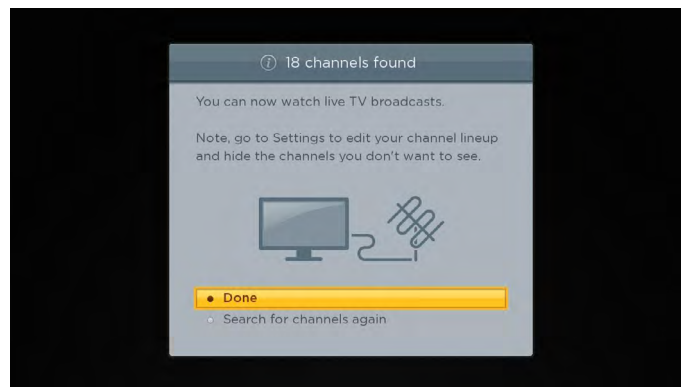 18 channels found
You can now watch live TV broadcasts.
Note, go to Settings to edit your channel lineup
and hide the channels you don't want to see.
Done
Search for channels again